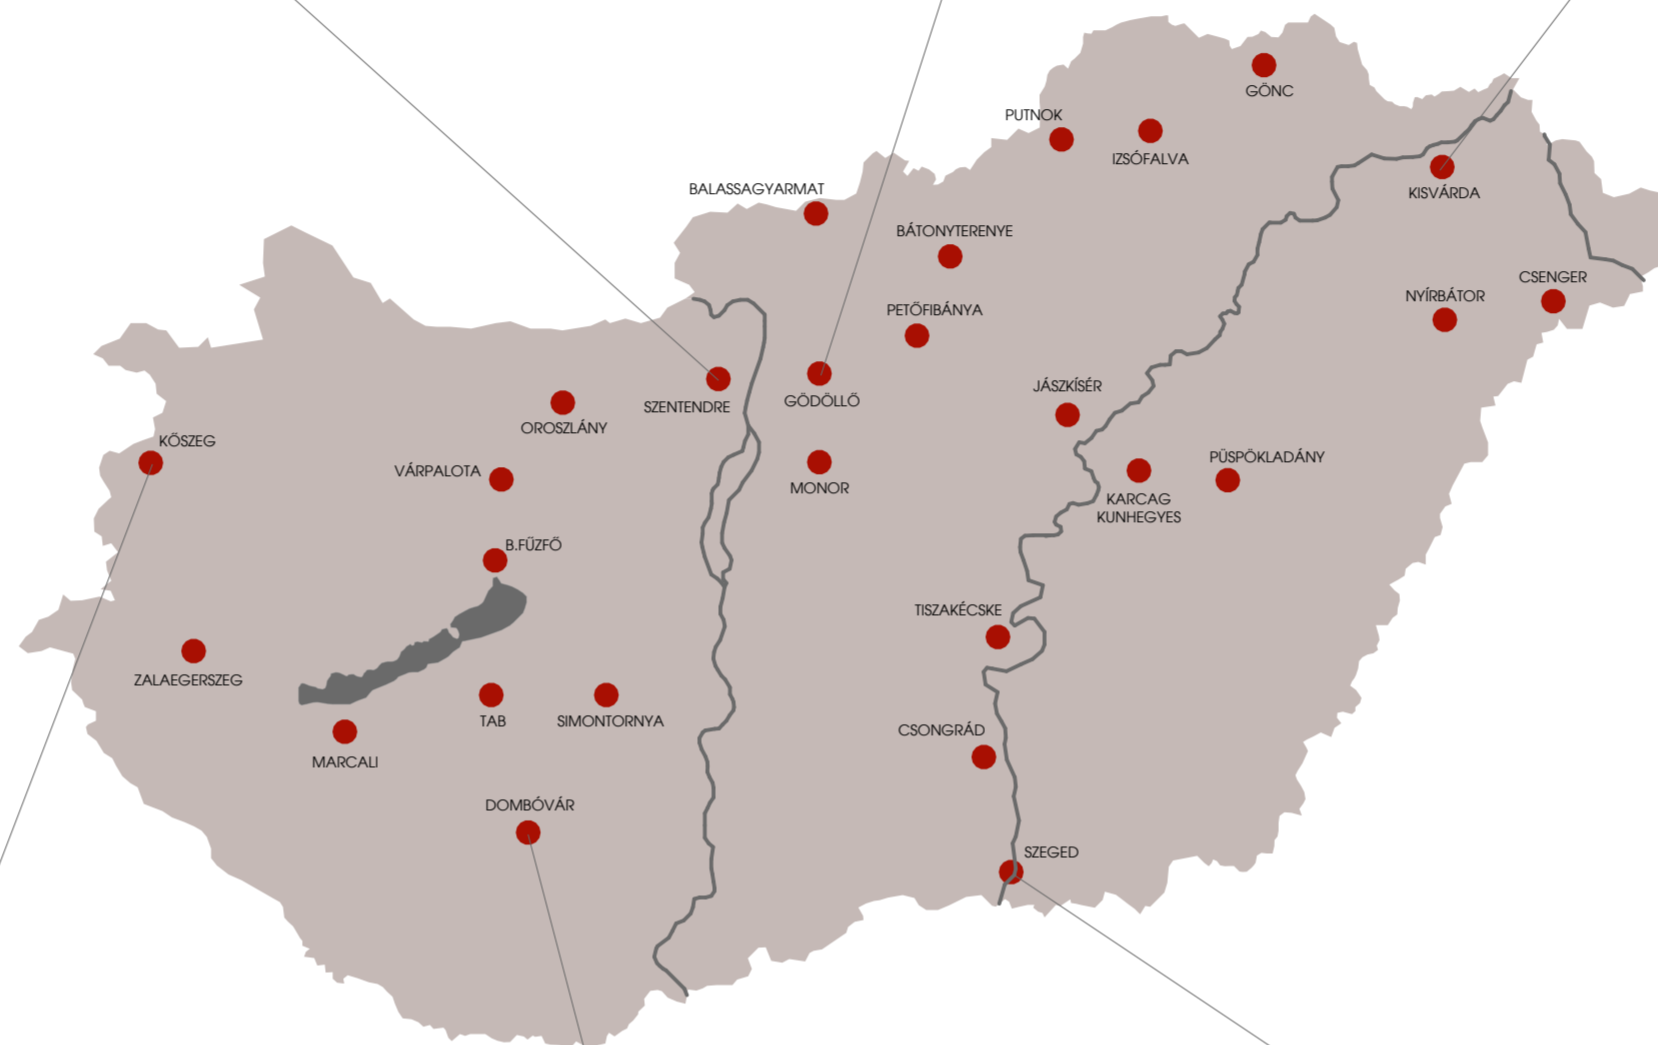 GÖNC
PUTNOK
IZSÓFALVA
BALASSAGYARMAT
KISVÁRDA
BÁTONYTERENYE
CSENGER
NYÍRBÁTOR
PETŐFIBÁNYA
JÁSZKÍSÉR
GÖDÖLLŐ
SZENTENDRE
OROSZLÁNY
KŐSZEG
PÜSPÖKLADÁNY
VÁRPALOTA
MONOR
KARCAG
KUNHEGYES
B.FŰZFŐ
TISZAKÉCSKE
ZALAEGERSZEG
TAB
SIMONTORNYA
CSONGRÁD
MARCALI
DOMBÓVÁR
SZEGED